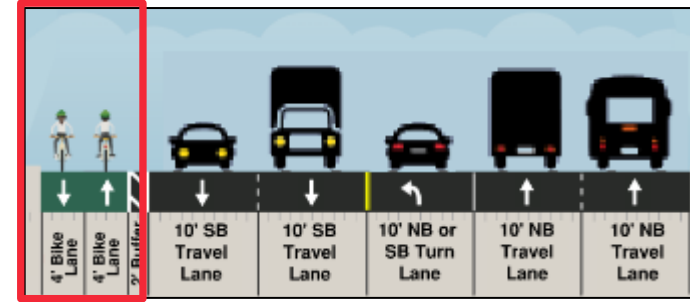 4' Bike
Lane
4' Bike
Lane
2' Buffer
10' SB
Travel
Lane
10' SB
Travel
Lane
10' NB or
SB Turn
Lane
10' NB
Travel
Lane
10' NB
Travel
Lane